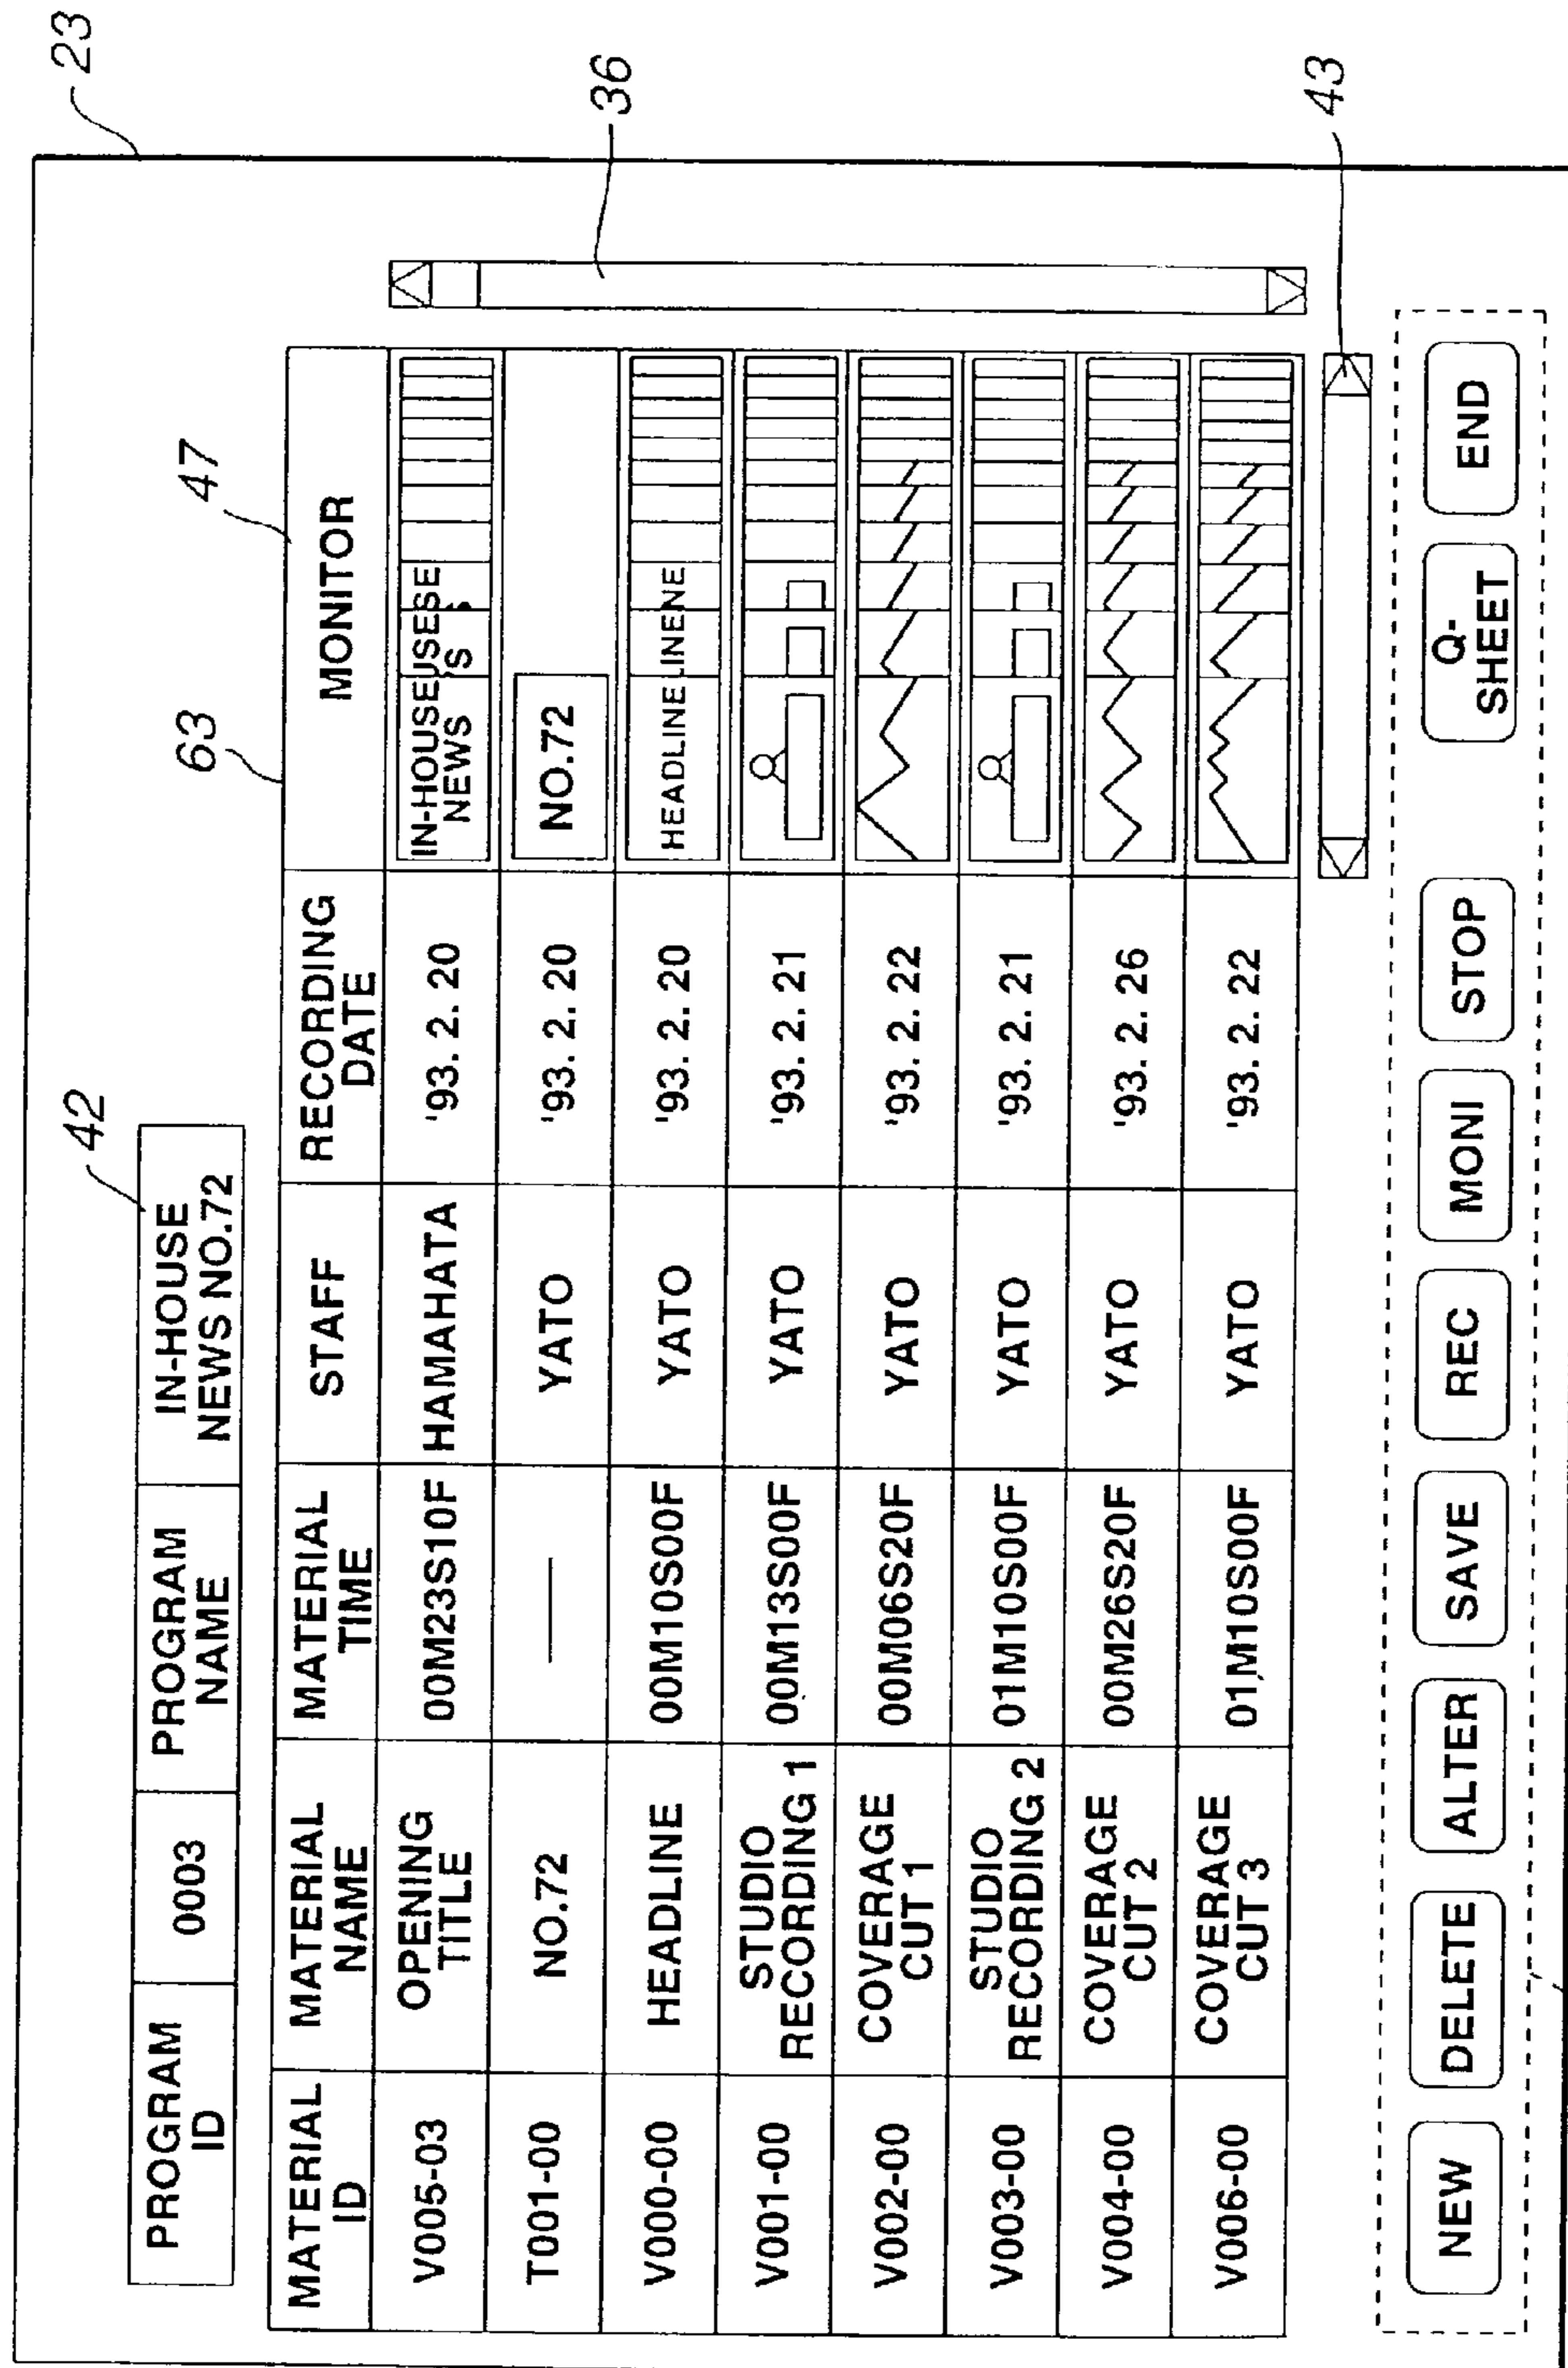 23
42
PROGRAM
ID
0003
PROGRAM
NAME
IN-HOUSE
NEWS NO.72
63
47
MATERIAL
ID
MATERIAL
NAME
MATERIAL
TIME
STAFF
RECORDING
DATE
MONITOR
V005-03
OPENING
TITLE
00M23S10F
HAMAHATA
'93. 2. 20
IN-HOUSEUSESE
NEWS 'S
T001-00
NO.72
——
YATO
'93. 2. 20
NO.72
36
V000-00
HEADLINE
00M10S00F
YATO
'93. 2. 20
HEADLINE LINENE
V001-00
STUDIO
RECORDING 1
00M13S00F
YATO
'93. 2. 21
V002-00
COVERAGE
CUT 1
00M06S20F
YATO
'93. 2. 22
V003-00
STUDIO
RECORDING 2
01M10S00F
YATO
'93. 2. 21
V004-00
COVERAGE
CUT 2
00M26S20F
YATO
'93. 2. 26
V006-00
COVERAGE
CUT 3
01M10S00F
YATO
'93. 2. 22
43
NEW
DELETE
ALTER
SAVE
REC
MONI
STOP
Q-
SHEET
END